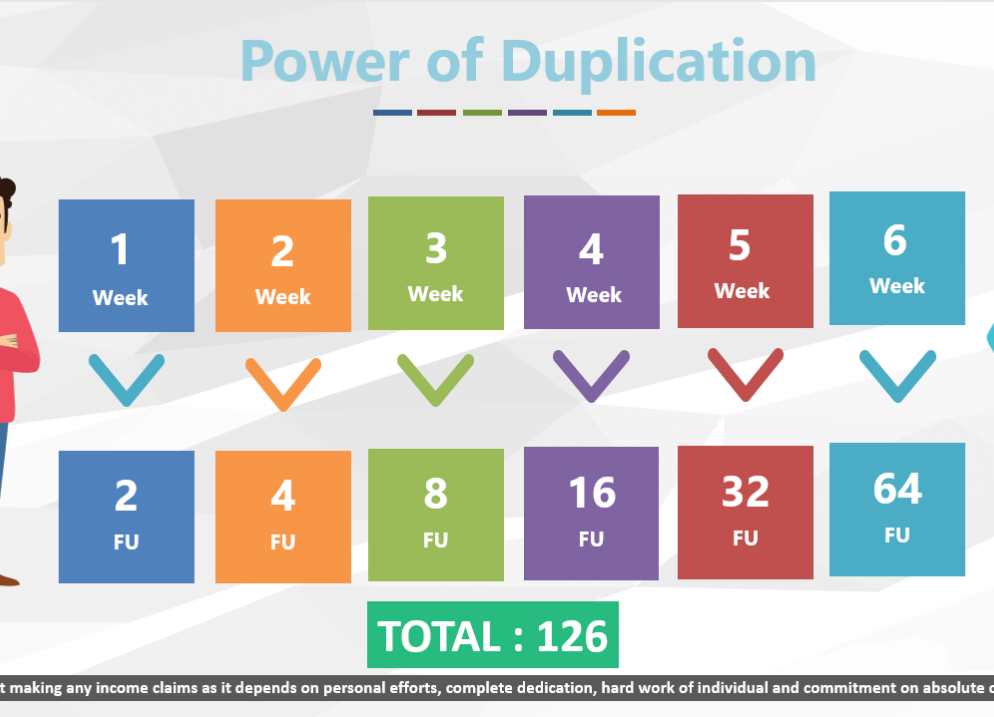 Power of Duplication
1 2 3 4 5 6
Week Week Week Week Week Week
2 4 8 16 32 64
FU FU FU FU FU FU
TOTAL : 126
making any income claims as it depends on personal efforts, complete dedication, hard work of individual and commitment on absolute